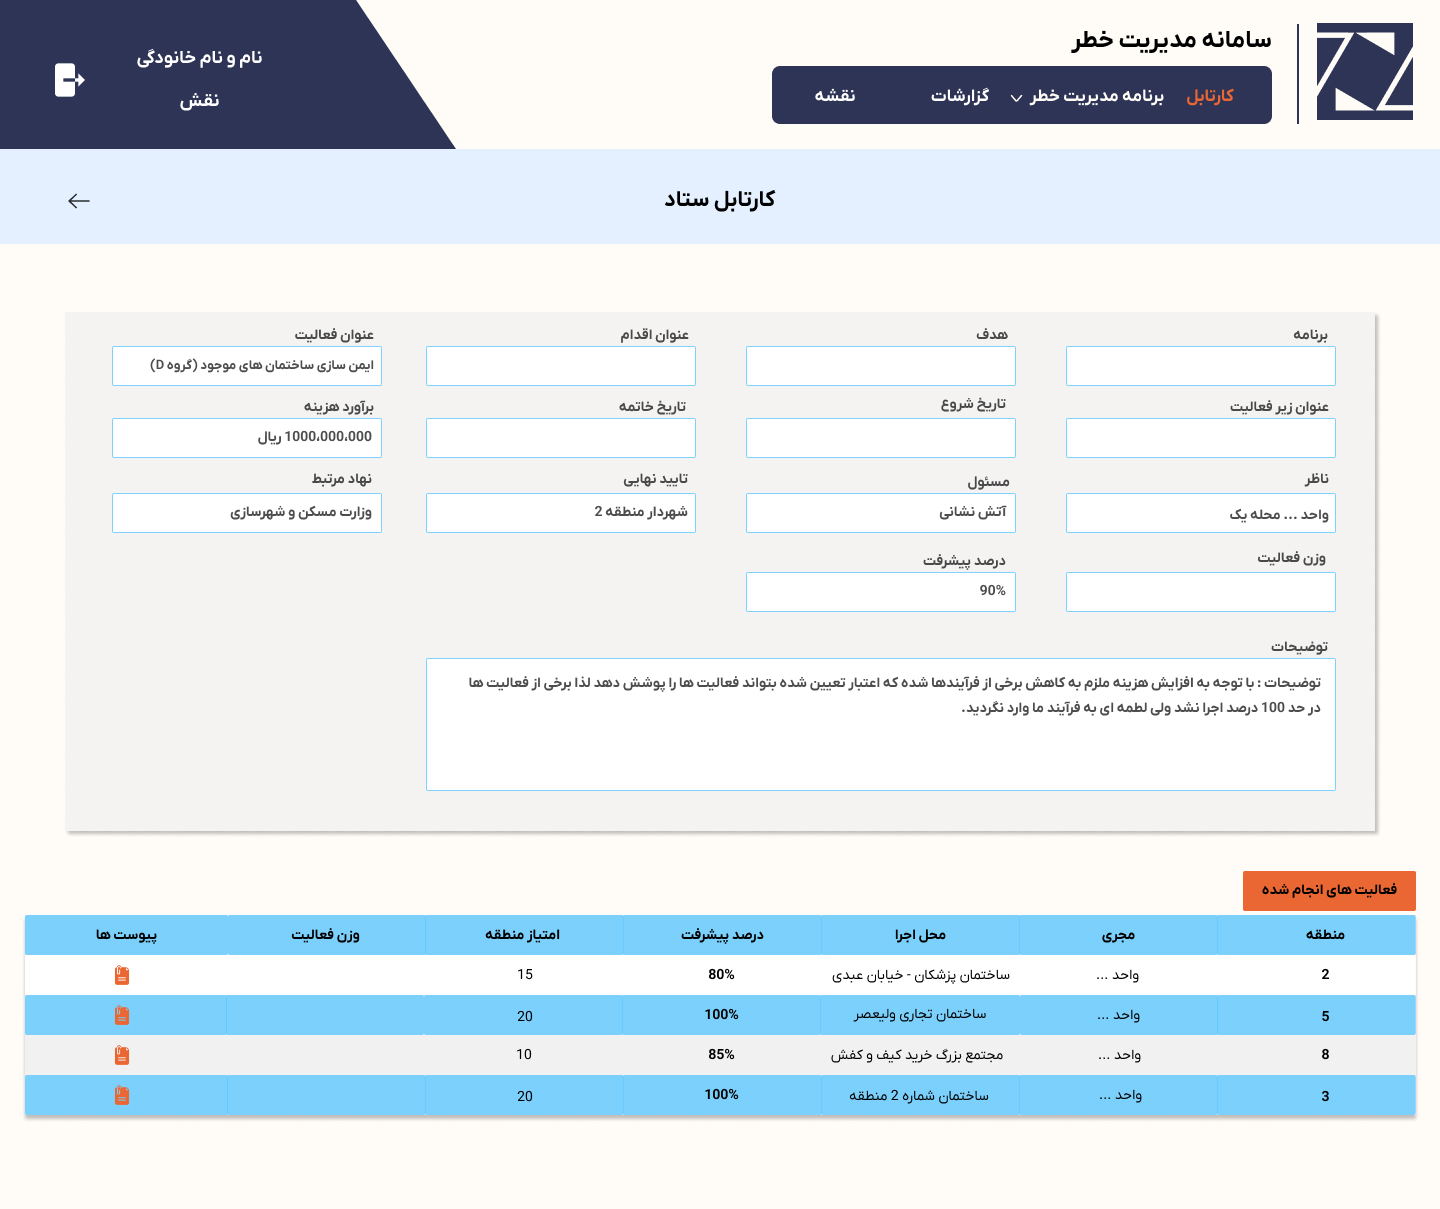 سامانه مدیریت خطر
نام و نام خانودگی
نقش
کارتابل
برنامه مدیریت خطر
گزارشات
نقشه
کارتابل ستاد
برنامه
هدف
عنوان اقدام
عنوان فعالیت
ایمن سازی ساختمان های موجود (گروه D)
عنوان زیر فعالیت
تاریخ شروع
تاریخ خاتمه
برآورد هزینه
1000،000،000 ریال
ناظر
مسئول
تایید نهایی
نهاد مرتبط
واحد ... محله یک
آتش نشانی
شهردار منطقه 2
وزارت مسکن و شهرسازی
وزن فعالیت
درصد پیشرفت
90%
توضیحات
توضیحات : با توجه به افزایش هزینه ملزم به کاهش برخی از فرآیندها شده که اعتبار تعیین شده بتواند فعالیت ها را پوشش دهد لذا برخی از فعالیت ها
در حد 100 درصد اجرا نشد ولی لطمه ای به فرآیند ما وارد نگردید.
فعالیت های انجام شده
منطقه مجری محل اجرا درصد پیشرفت امتیاز منطقه وزن فعالیت پیوست ها
2 واحد ... ساختمان پزشکان - خیابان عبدی 80% 15
5 واحد ... ساختمان تجاری ولیعصر 100% 20
8 واحد ... مجتمع بزرگ خرید کیف و کفش 85% 10
3 واحد ... ساختمان شماره 2 منطقه 100% 20